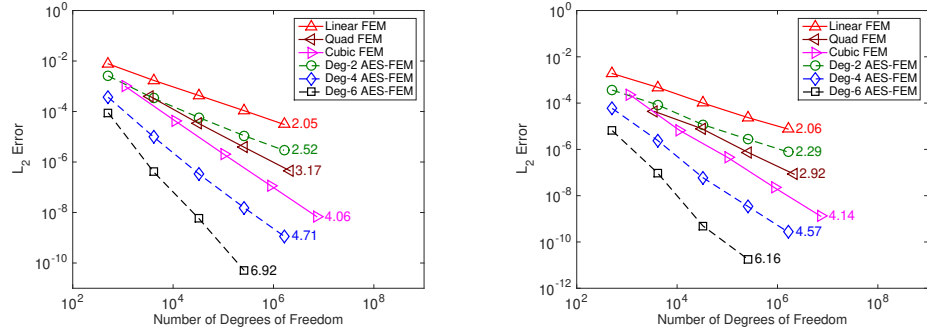 Linear FEM
Quad FEM
Cubic FEM
Deg-2 AES-FEM
Deg-4 AES-FEM
Deg-6 AES-FEM
10^-2
10^-4
10^-6
10^-8
10^-10
L_2 Error
2.05
2.52
3.17
4.06
4.71
6.92
10^2
10^4
10^6
10^8
Number of Degrees of Freedom
Linear FEM
Quad FEM
Cubic FEM
Deg-2 AES-FEM
Deg-4 AES-FEM
Deg-6 AES-FEM
10^0
10^-2
10^-4
10^-6
10^-8
10^-10
10^-12
L_2 Error
2.06
2.29
2.92
4.14
4.57
6.16
10^2
10^4
10^6
10^8
Number of Degrees of Freedom